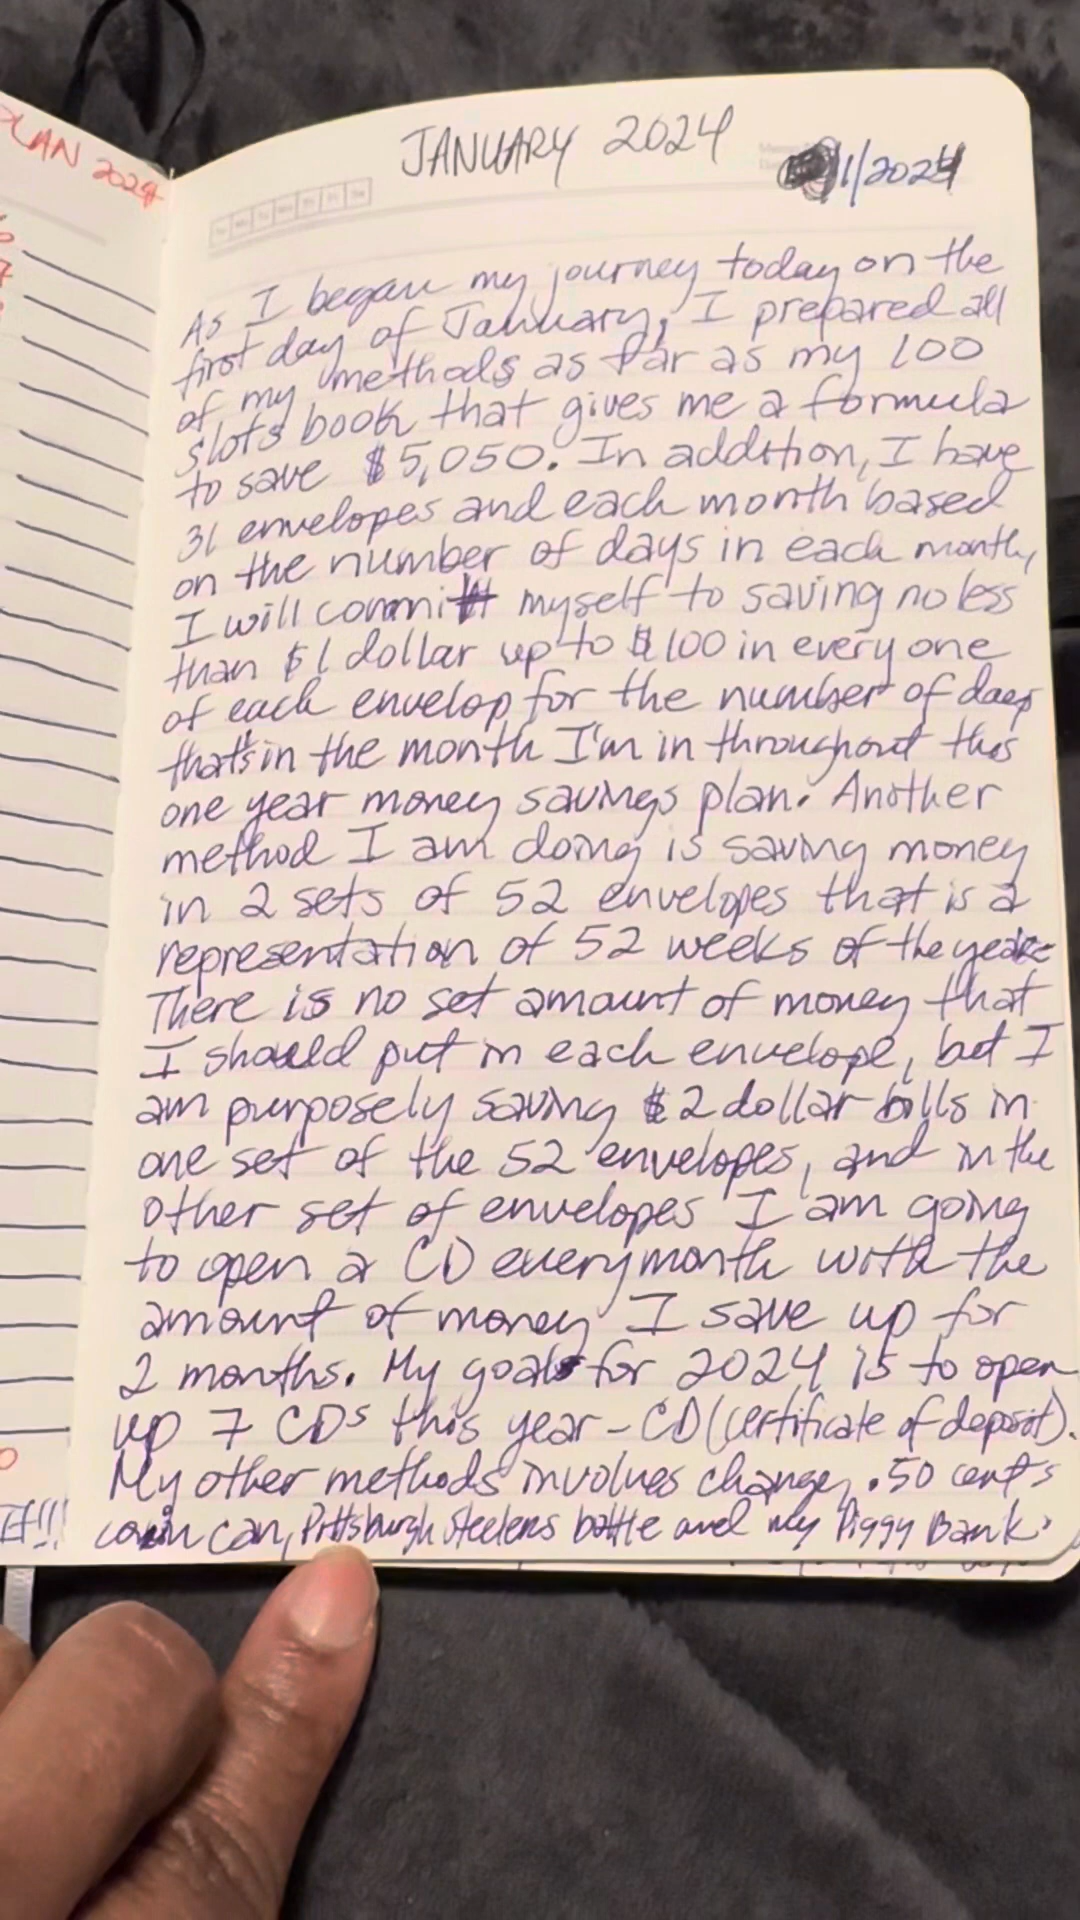 PLAN 2024
JANUARY 2024
1/2024
As I began my journey today on the
first day of January, I prepared all
of my methods as far as my 100
slots book that gives me a formula
to save $5,050. In addition, I have
31 envelopes and each month based
on the number of days in each month,
I will commit myself to saving no less
than $1 dollar up to $100 in every one
of each envelop for the number of days
that's in the month I'm in throughout this
one year money savings plan. Another
method I am doing is saving money
in 2 sets of 52 envelopes that is a
representation of 52 weeks of the year.
There is no set amount of money that
I should put in each envelope, but I
am purposely saving $2 dollar bills in
one set of the 52 envelopes, and in the
other set of envelopes I am going
to open a CD every month with the
amount of money I save up for
2 months. My goal for 2024 is to open
up 7 CDs this year - CD (certificate of deposit).
My other methods involves change, .50 cents
coin can, Pittsburgh Steelers bottle and my Piggy Bank.